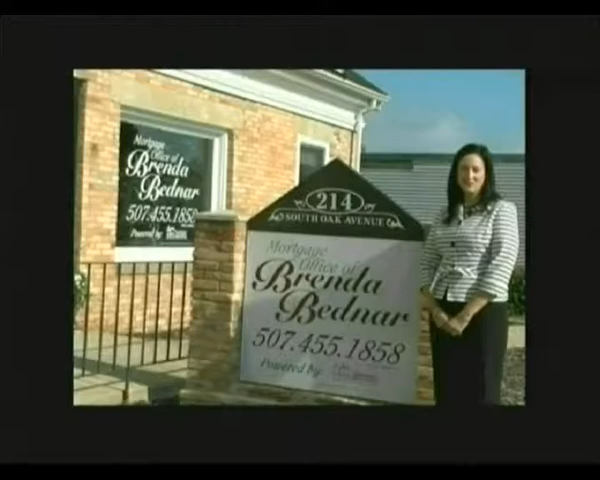 Mortgage
Office of
Brenda
Bednar
507.455.1858
Powered by:
214
SOUTH OAK AVENUE
Mortgage
Office of
Brenda
Bednar
507.455.1858
Powered by: